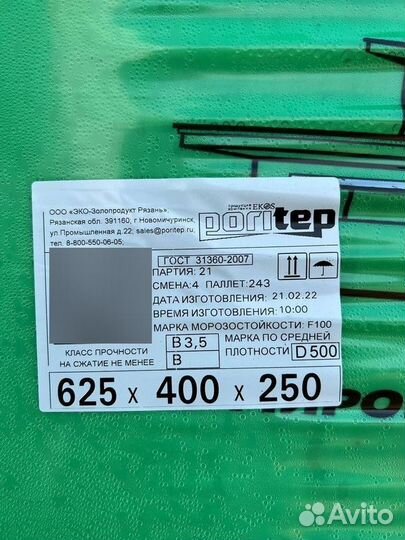 ООО «ЭКО-Золопродукт Рязань»,
Рязанская обл. 391160, г. Новомичуринск,
ул.Промышленная д.22; sales@poritep.ru,
тел. 8-800-550-06-05;
EKOS
poritep
ГОСТ 31360-2007
ПАРТИЯ: 21
СМЕНА:4 ПАЛЛЕТ:243
ДАТА ИЗГОТОВЛЕНИЯ: 21.02.22
ВРЕМЯ ИЗГОТОВЛЕНИЯ: 10:00
МАРКА МОРОЗОСТОЙКОСТИ: F100
КЛАСС ПРОЧНОСТИ
НА СЖАТИЕ НЕ МЕНЕЕ
B3,5
B
МАРКА ПО СРЕДНЕЙ
ПЛОТНОСТИ D500
625 x 400 x 250
Avito